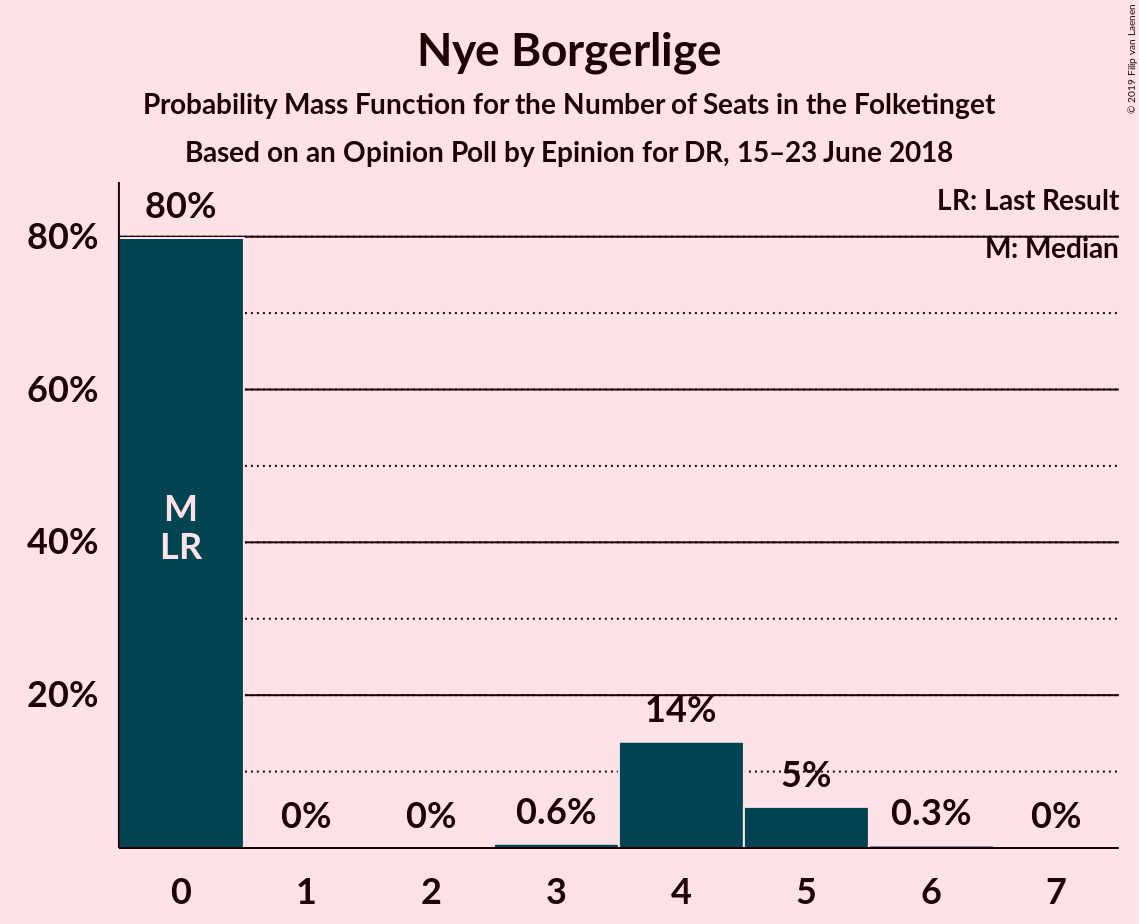 Nye Borgerlige
Probability Mass Function for the Number of Seats in the Folketinget
Based on an Opinion Poll by Epinion for DR, 15–23 June 2018
© 2019 Filip van Laenen
LR: Last Result
M: Median
80%
60%
40%
20%
80%
M
LR
0%
0%
0.6%
14%
5%
0.3%
0%
0 1 2 3 4 5 6 7